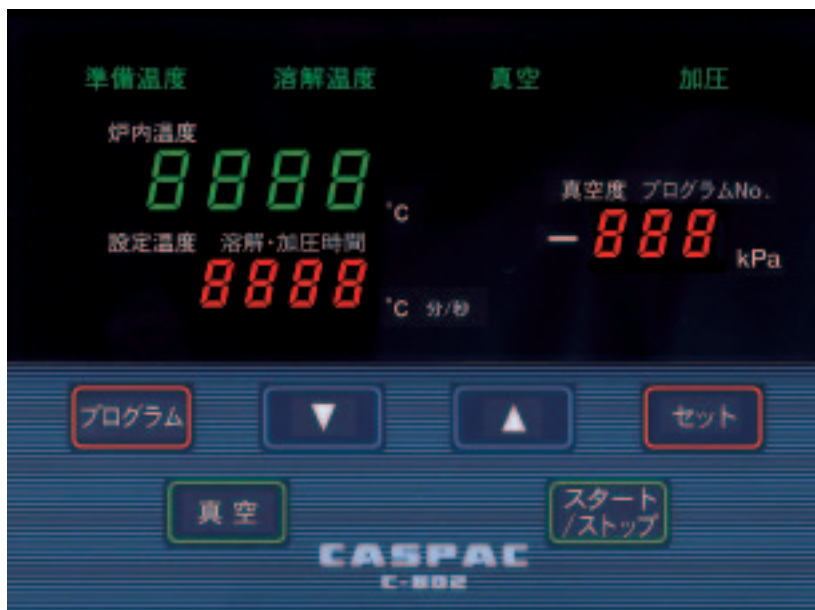 準備温度 溶解温度 真空 加圧
炉内温度
8888 °C
真空度 プログラムNo.
-888 kPa
設定温度 溶解・加圧時間
8888 °C 分/秒
プログラム ▼ ▲ セット
真空 スタート
/ストップ
CASPAC
C-802